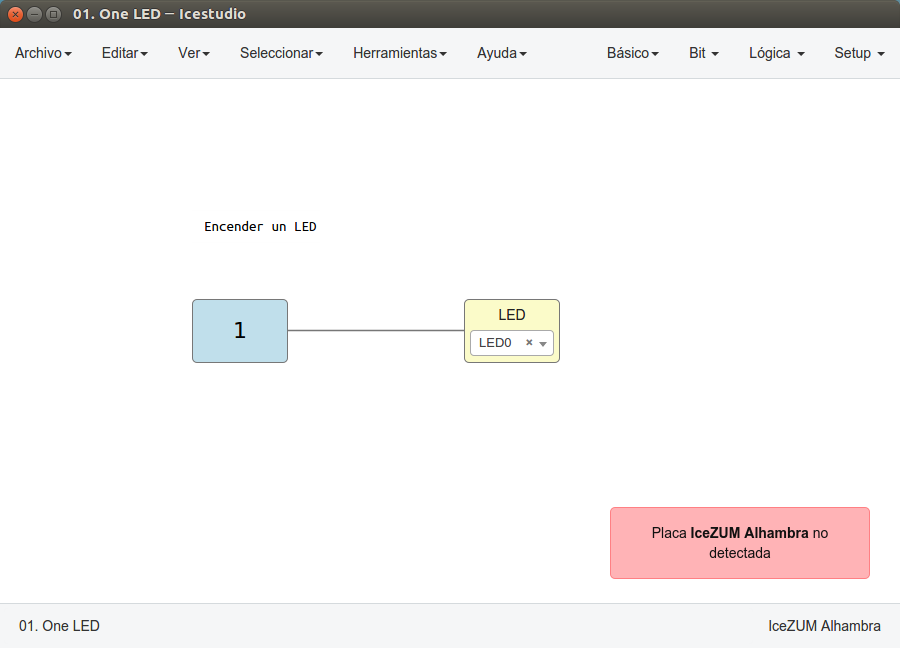 01. One LED – Icestudio
Archivo Editar Ver Seleccionar Herramientas Ayuda Básico Bit Lógica Setup
Encender un LED
1
LED
LED0 ×
Placa IceZUM Alhambra no
detectada
01. One LED IceZUM Alhambra